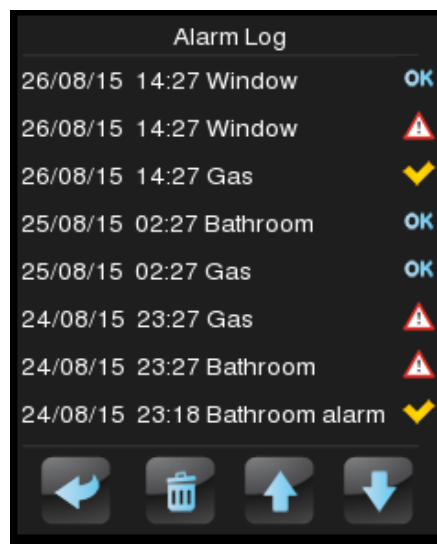 Alarm Log
26/08/15 14:27 Window OK
26/08/15 14:27 Window
26/08/15 14:27 Gas
25/08/15 02:27 Bathroom OK
25/08/15 02:27 Gas OK
24/08/15 23:27 Gas
24/08/15 23:27 Bathroom
24/08/15 23:18 Bathroom alarm